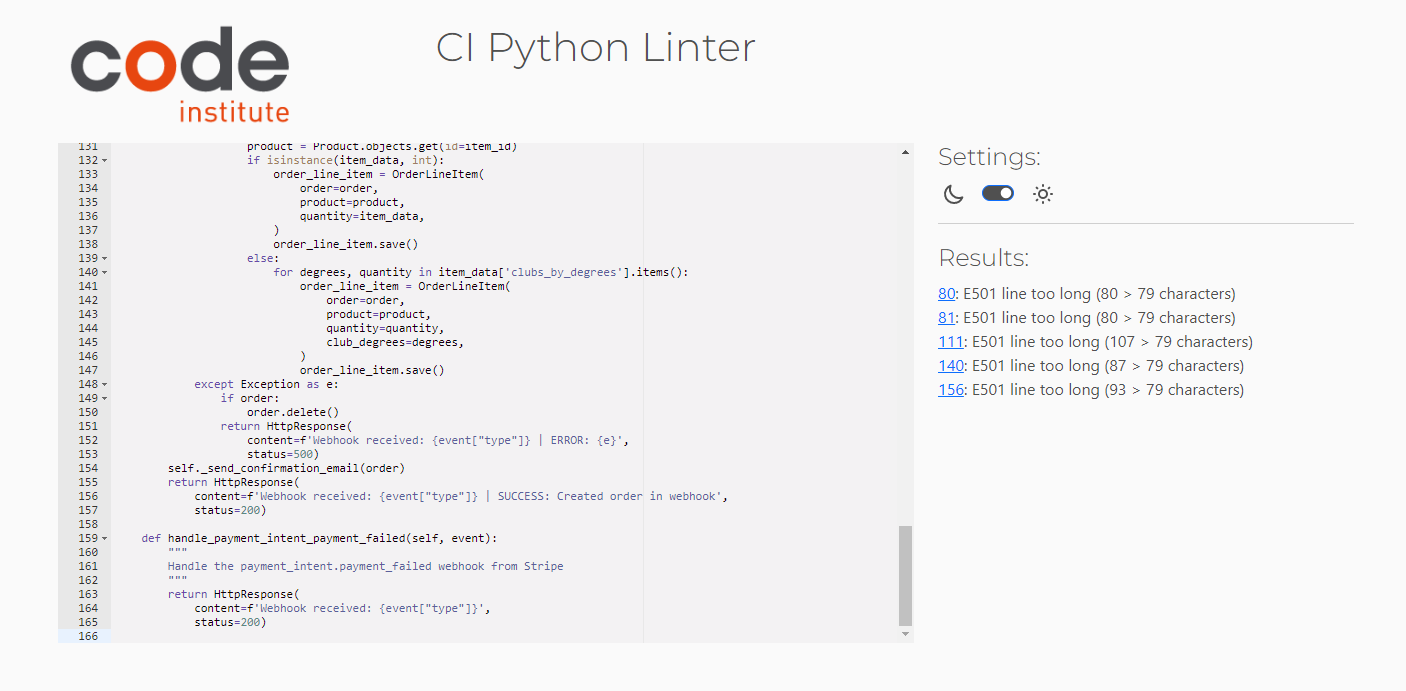 code
institute
CI Python Linter
131 product = Product.objects.get(id=item_id)
132 if isinstance(item_data, int):
133 order_line_item = OrderLineItem(
134 order=order,
135 product=product,
136 quantity=item_data,
137 )
138 order_line_item.save()
139 else:
140 for degrees, quantity in item_data['clubs_by_degrees'].items():
141 order_line_item = OrderLineItem(
142 order=order,
143 product=product,
144 quantity=quantity,
145 club_degrees=degrees,
146 )
147 order_line_item.save()
148 except Exception as e:
149 if order:
150 order.delete()
151 return HttpResponse(
152 content=f'Webhook received: {event["type"]} | ERROR: {e}',
153 status=500)
154 self._send_confirmation_email(order)
155 return HttpResponse(
156 content=f'Webhook received: {event["type"]} | SUCCESS: Created order in webhook',
157 status=200)
158
159 def handle_payment_intent_payment_failed(self, event):
160 """
161 Handle the payment_intent.payment_failed webhook from Stripe
162 """
163 return HttpResponse(
164 content=f'Webhook received: {event["type"]}',
165 status=200)
166
Settings:
Results:
80: E501 line too long (80 > 79 characters)
81: E501 line too long (80 > 79 characters)
111: E501 line too long (107 > 79 characters)
140: E501 line too long (87 > 79 characters)
156: E501 line too long (93 > 79 characters)